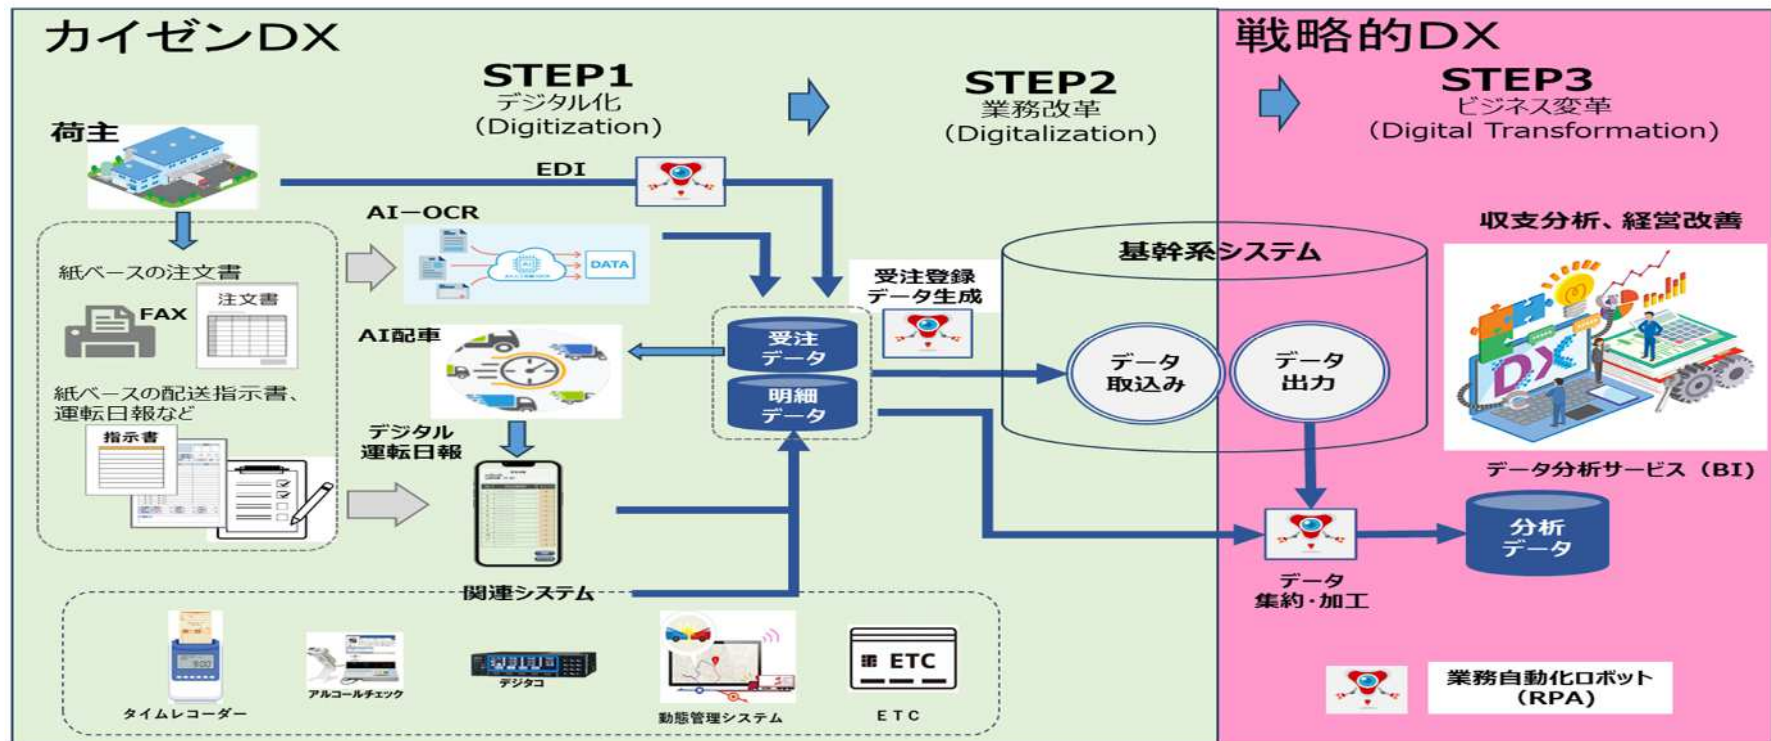 カイゼンDX
戦略的DX
STEP1
デジタル化
(Digitization)
STEP2
業務改革
(Digitalization)
STEP3
ビジネス変革
(Digital Transformation)
荷主
EDI
AI－OCR
DATA
紙ベースの注文書
FAX
注文書
AI配車
紙ベースの配送指示書、
運転日報など
指示書
デジタル
運転日報
受注
データ
明細
データ
受注登録
データ生成
基幹系システム
データ
取込み
データ
出力
収支分析、経営改善
DX
データ分析サービス（BI)
分析
データ
データ
集約・加工
関連システム
9:00
タイムレコーダー
アルコールチェック
デジタコ
動態管理システム
ETC
ＥＴＣ
業務自動化ロボット
(RPA)